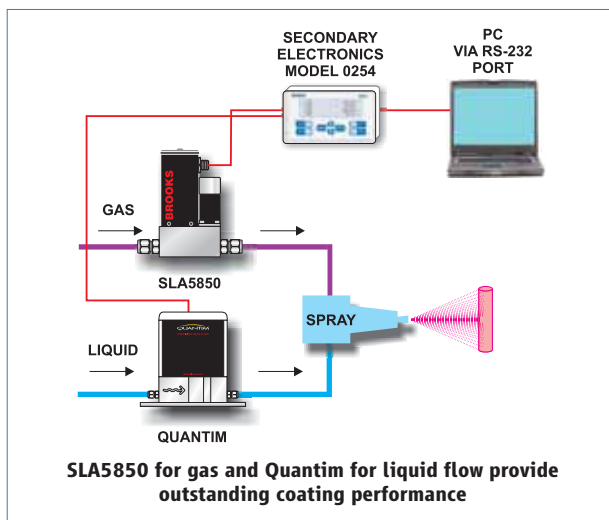 SECONDARY
ELECTRONICS
MODEL 0254
PC
VIA RS-232
PORT
BROOKS
GAS
SLA5850
QUANTIM
LIQUID
SPRAY
QUANTIM
SLA5850 for gas and Quantim for liquid flow provide
outstanding coating performance